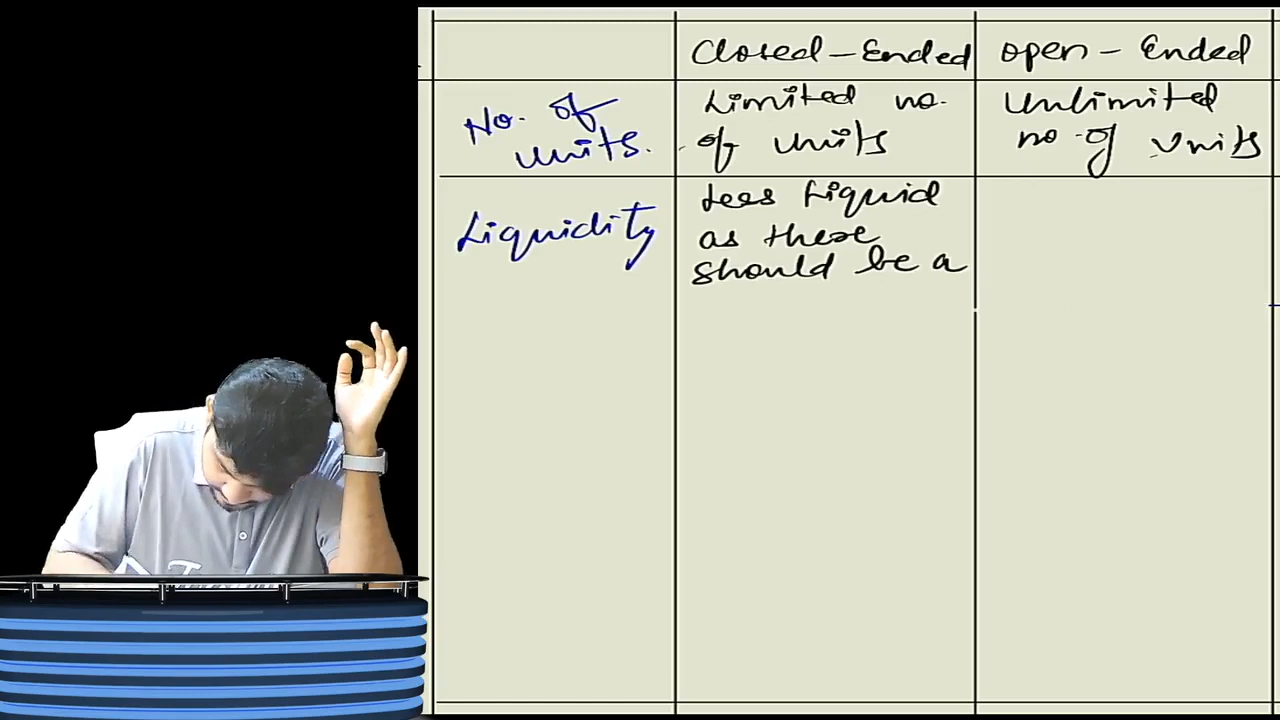 Closed-Ended
Open-Ended
No. of
units.
Limited no.
of units
Unlimited
no. of units
Liquidity
Less Liquid
as there
should be a